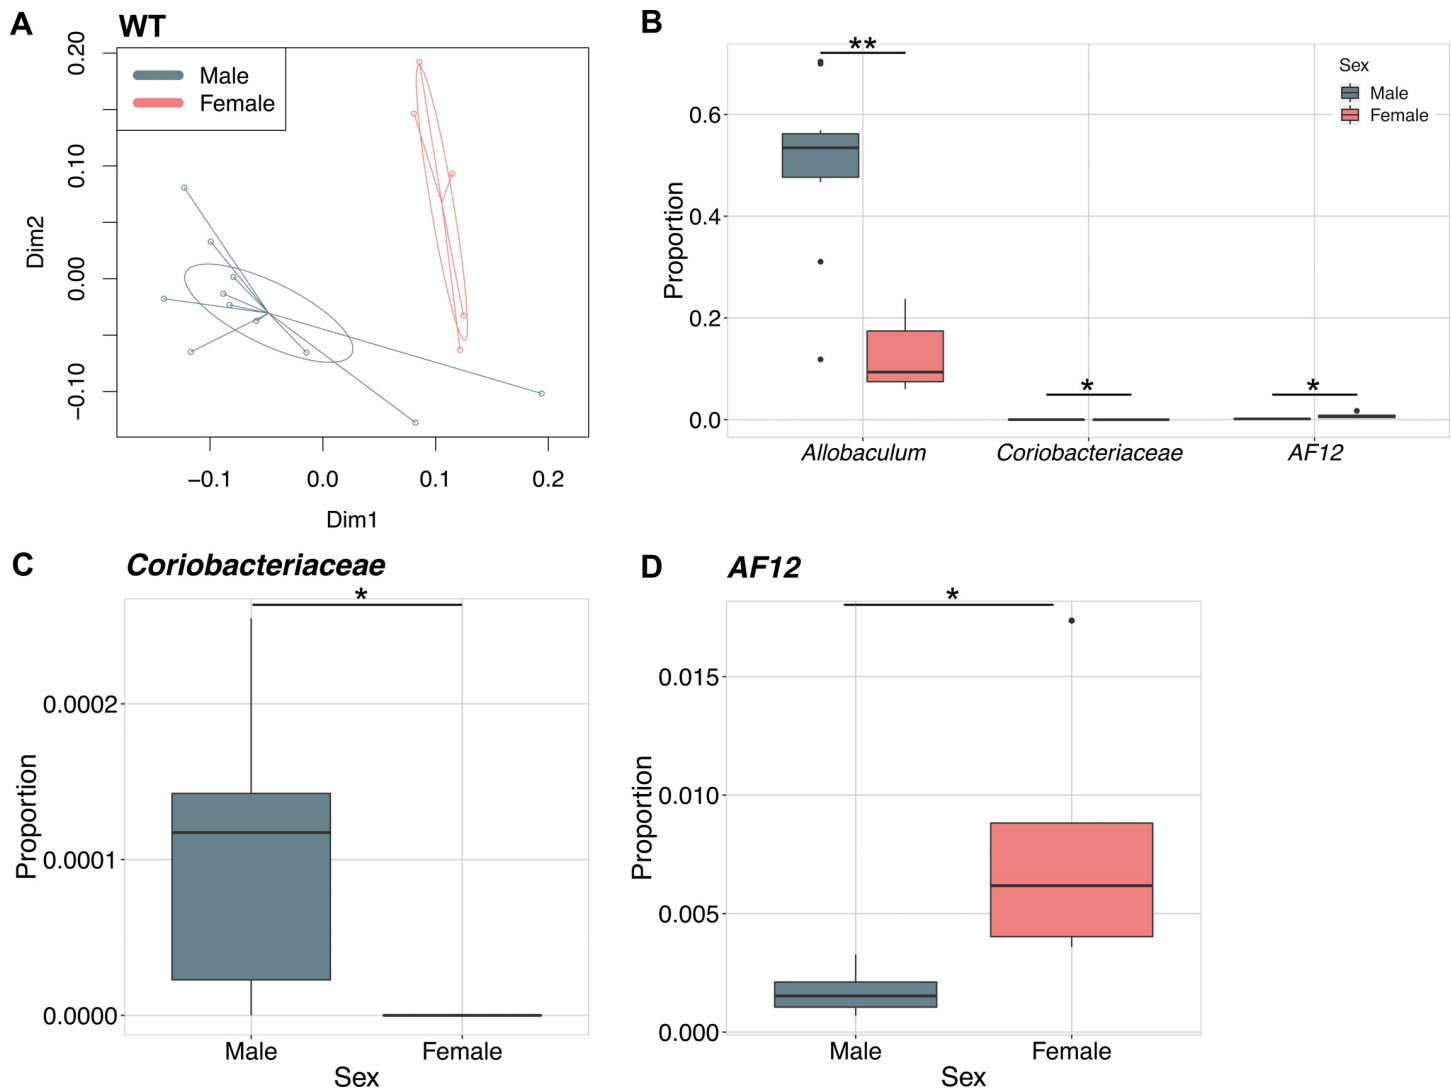 A WT
Male
Female
Dim2
0.20
0.10
0.00
−0.10
−0.1 0.0 0.1 0.2
Dim1
B
**
Sex
Male
Female
Proportion
0.6
0.4
0.2
0.0
* *
Allobaculum Coriobacteriaceae AF12
C Coriobacteriaceae
*
Proportion
0.0002
0.0001
0.0000
Male Female
Sex
D AF12
*
Proportion
0.015
0.010
0.005
0.000
Male Female
Sex